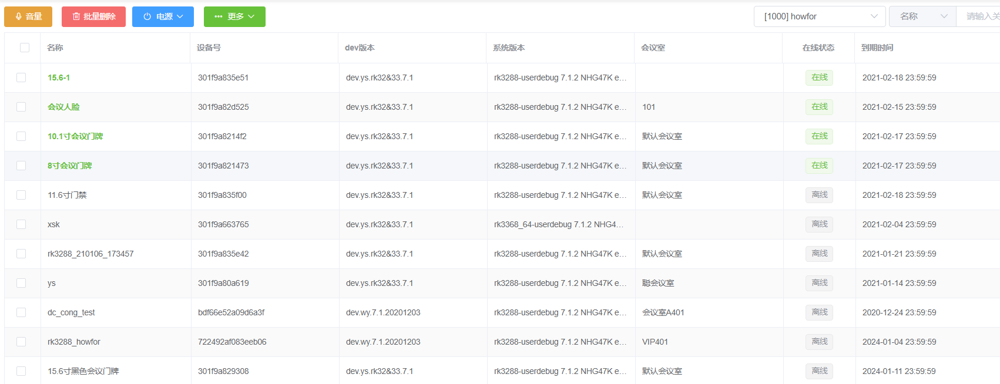 音量 批量删除 电源 更多 [1000] howfor 名称 请输入关
名称 设备号 dev版本 系统版本 会议室 在线状态 到期时间
15.6-1 301f9a835e51 dev.ys.rk32&33.7.1 rk3288-userdebug 7.1.2 NHG47K e... 在线 2021-02-18 23:59:59
会议人脸 301f9a82d525 dev.ys.rk32&33.7.1 rk3288-userdebug 7.1.2 NHG47K e... 101 在线 2021-02-15 23:59:59
10.1寸会议门牌 301f9a8214f2 dev.ys.rk32&33.7.1 rk3288-userdebug 7.1.2 NHG47K e... 默认会议室 在线 2021-02-17 23:59:59
8寸会议门牌 301f9a821473 dev.ys.rk32&33.7.1 rk3288-userdebug 7.1.2 NHG47K e... 默认会议室 在线 2021-02-17 23:59:59
11.6寸门禁 301f9a835f00 dev.ys.rk32&33.7.1 rk3288-userdebug 7.1.2 NHG47K e... 默认会议室 离线 2021-02-18 23:59:59
xsk 301f9a663765 dev.ys.rk32&33.7.1 rk3368_64-userdebug 7.1.2 NHG4... 离线 2021-02-04 23:59:59
rk3288_210106_173457 301f9a835e42 dev.ys.rk32&33.7.1 rk3288-userdebug 7.1.2 NHG47K e... 默认会议室 离线 2021-01-21 23:59:59
ys 301f9a80a619 dev.ys.rk32&33.7.1 rk3288-userdebug 7.1.2 NHG47K e... 聪会议室 离线 2021-01-14 23:59:59
dc_cong_test bdf66e52a09d6a3f dev.wy.7.1.20201203 rk3288-userdebug 7.1.2 NHG47K e... 会议室A401 离线 2020-12-24 23:59:59
rk3288_howfor 722492af083eeb06 dev.wy.7.1.20201203 rk3288-userdebug 7.1.2 NHG47K e... VIP401 离线 2024-01-04 23:59:59
15.6寸黑色会议门牌 301f9a829308 dev.ys.rk32&33.7.1 rk3288-userdebug 7.1.2 NHG47K e... 默认会议室 离线 2024-01-11 23:59:59